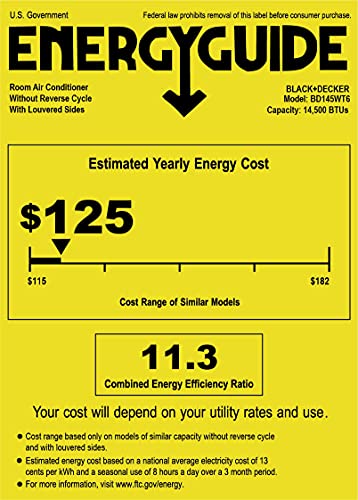 U.S. Government
Federal law prohibits removal of this label before consumer purchase.
ENERGYGUIDE
Room Air Conditioner
Without Reverse Cycle
With Louvered Sides
BLACK+DECKER
Model: BD145WT6
Capacity: 14,500 BTUs
Estimated Yearly Energy Cost
$125
$115
$182
Cost Range of Similar Models
11.3
Combined Energy Efficiency Ratio
Your cost will depend on your utility rates and use.
● Cost range based only on models of similar capacity without reverse cycle
and with louvered sides.
● Estimated energy cost based on a national average electricity cost of 13
cents per kWh and a seasonal use of 8 hours a day over a 3 month period.
● For more information, visit www.ftc.gov/energy.